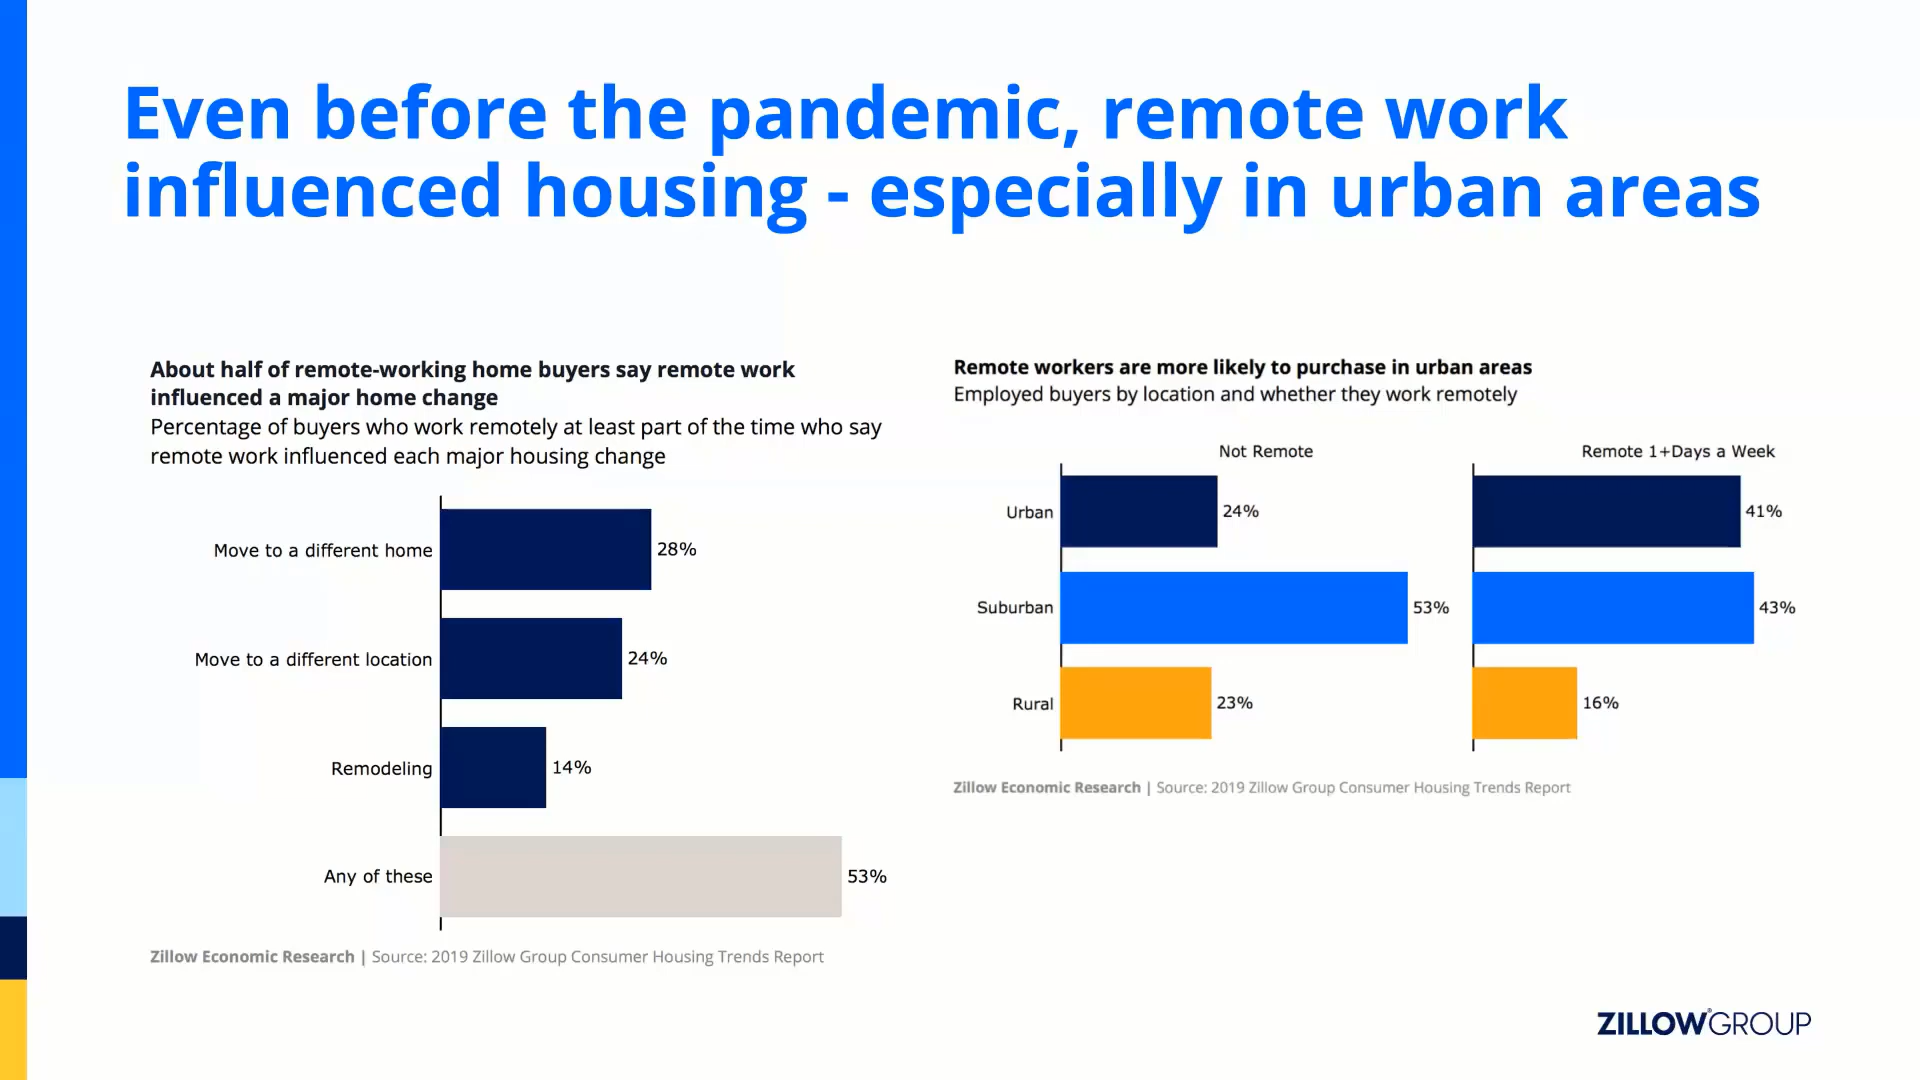 Even before the pandemic, remote work
influenced housing - especially in urban areas
About half of remote-working home buyers say remote work
influenced a major home change
Percentage of buyers who work remotely at least part of the time who say
remote work influenced each major housing change
Move to a different home 28%
Move to a different location 24%
Remodeling 14%
Any of these 53%
Zillow Economic Research | Source: 2019 Zillow Group Consumer Housing Trends Report
Remote workers are more likely to purchase in urban areas
Employed buyers by location and whether they work remotely
Not Remote Remote 1+Days a Week
Urban 24% 41%
Suburban 53% 43%
Rural 23% 16%
Zillow Economic Research | Source: 2019 Zillow Group Consumer Housing Trends Report
ZILLOW®GROUP